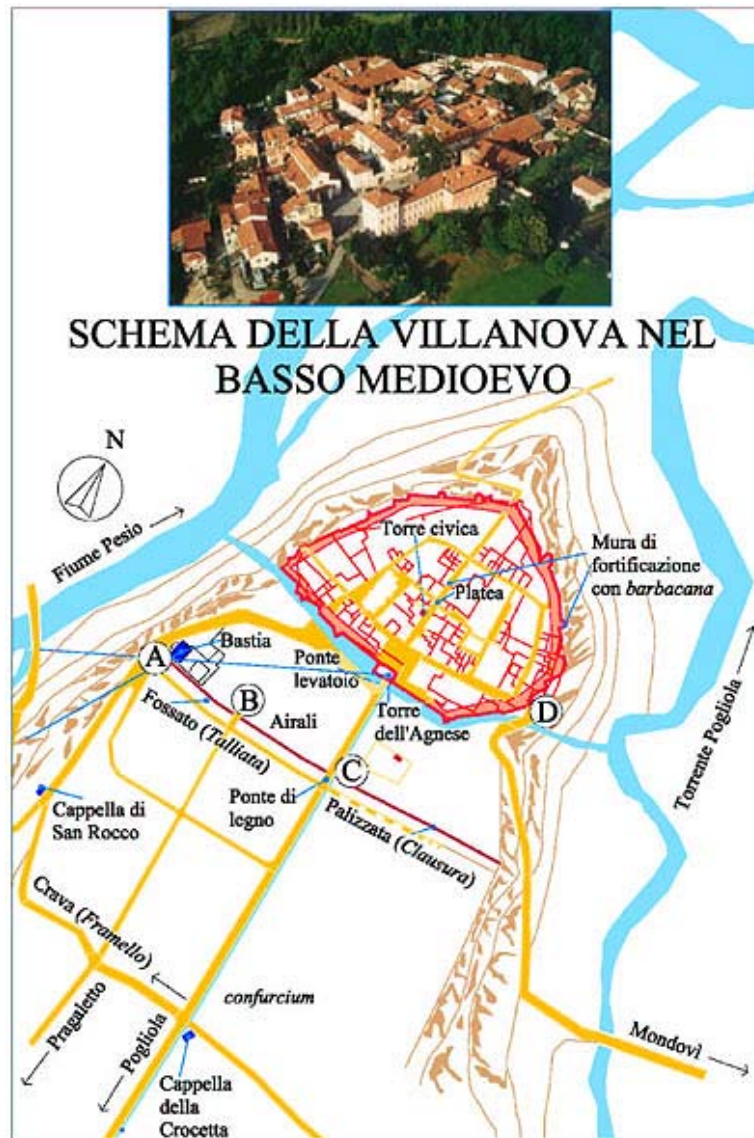 SCHEMA DELLA VILLANOVA NEL
BASSO MEDIOEVO
N
Fiume Pesio
Torre civica
Platea
Mura di
fortificazione
con barbacana
A
Bastia
Ponte
levatoio
B
Airali
Fossato (Talliata)
Torre
dell'Agnese
D
Torrente Pogliola
C
Cappella di
San Rocco
Ponte di
legno
Palizzata (Clausura)
Crava (Framello)
confurcium
Pragaletto
Pogliola
Mondovì
Cappella
della
Crocetta